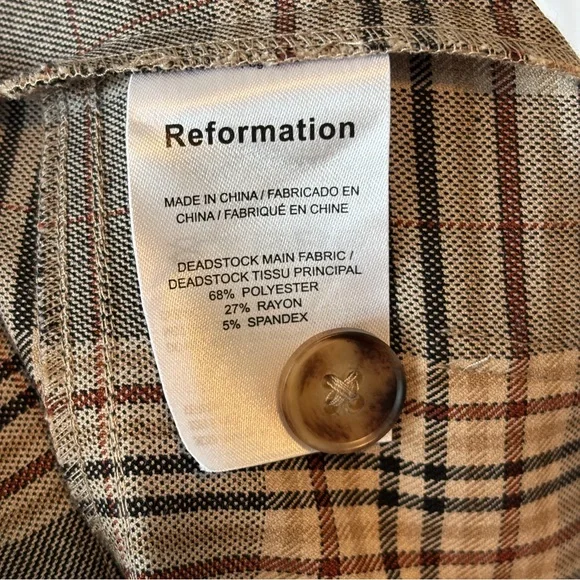 Reformation
MADE IN CHINA / FABRICADO EN
CHINA / FABRIQUÉ EN CHINE
DEADSTOCK MAIN FABRIC /
DEADSTOCK TISSU PRINCIPAL
68% POLYESTER
27% RAYON
5% SPANDEX